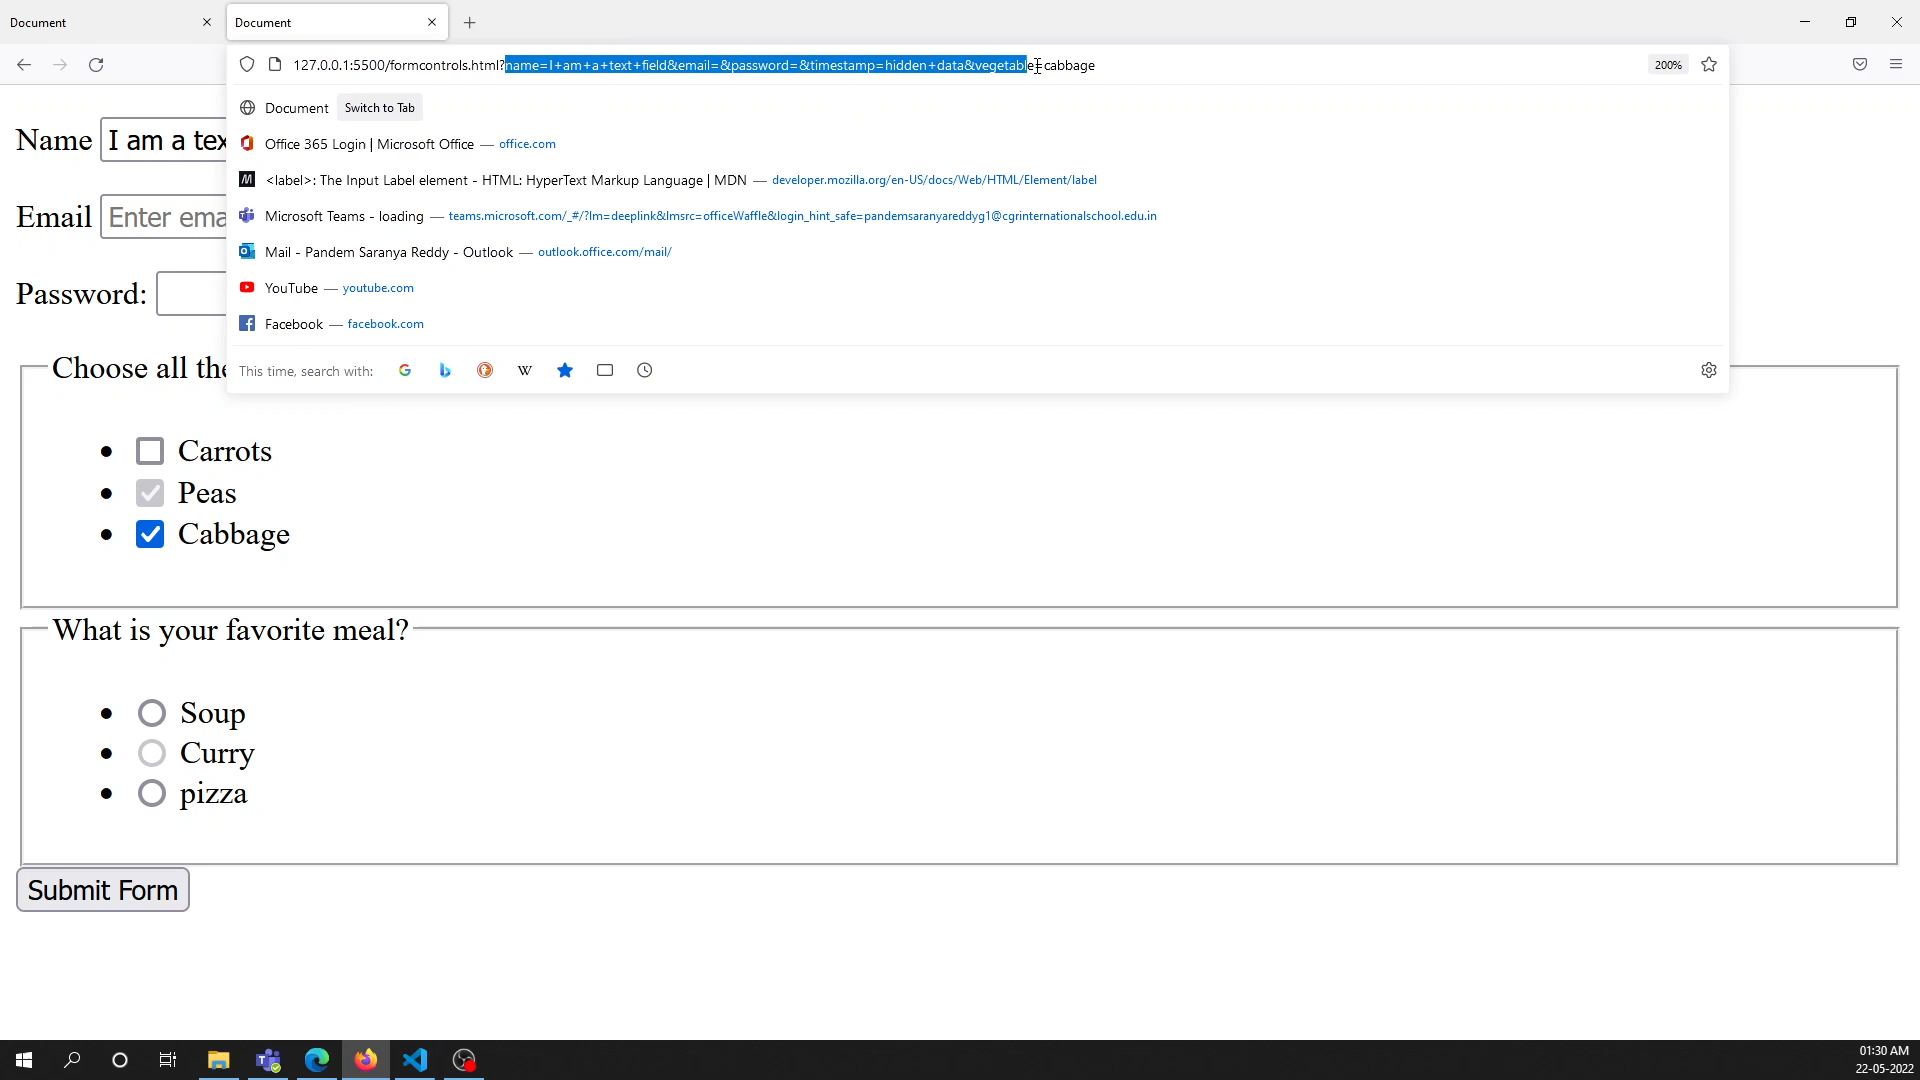 Document
Document
127.0.0.1:5500/formcontrols.html?name=I+am+a+text+field&email=&password=&timestamp=hidden+data&vegetable=cabbage
200%
Document Switch to Tab
Office 365 Login | Microsoft Office — office.com
<label>: The Input Label element - HTML: HyperText Markup Language | MDN — developer.mozilla.org/en-US/docs/Web/HTML/Element/label
Microsoft Teams - loading — teams.microsoft.com/_#/?lm=deeplink&lmsrc=officeWaffle&login_hint_safe=pandemsaranyareddyg1@cgrinternationalschool.edu.in
Mail - Pandem Saranya Reddy - Outlook — outlook.office.com/mail/
YouTube — youtube.com
Facebook — facebook.com
This time, search with:
Name I am a tex
Email Enter ema
Password:
Choose all the
Carrots
Peas
Cabbage
What is your favorite meal?
Soup
Curry
pizza
Submit Form
01:30 AM
22-05-2022